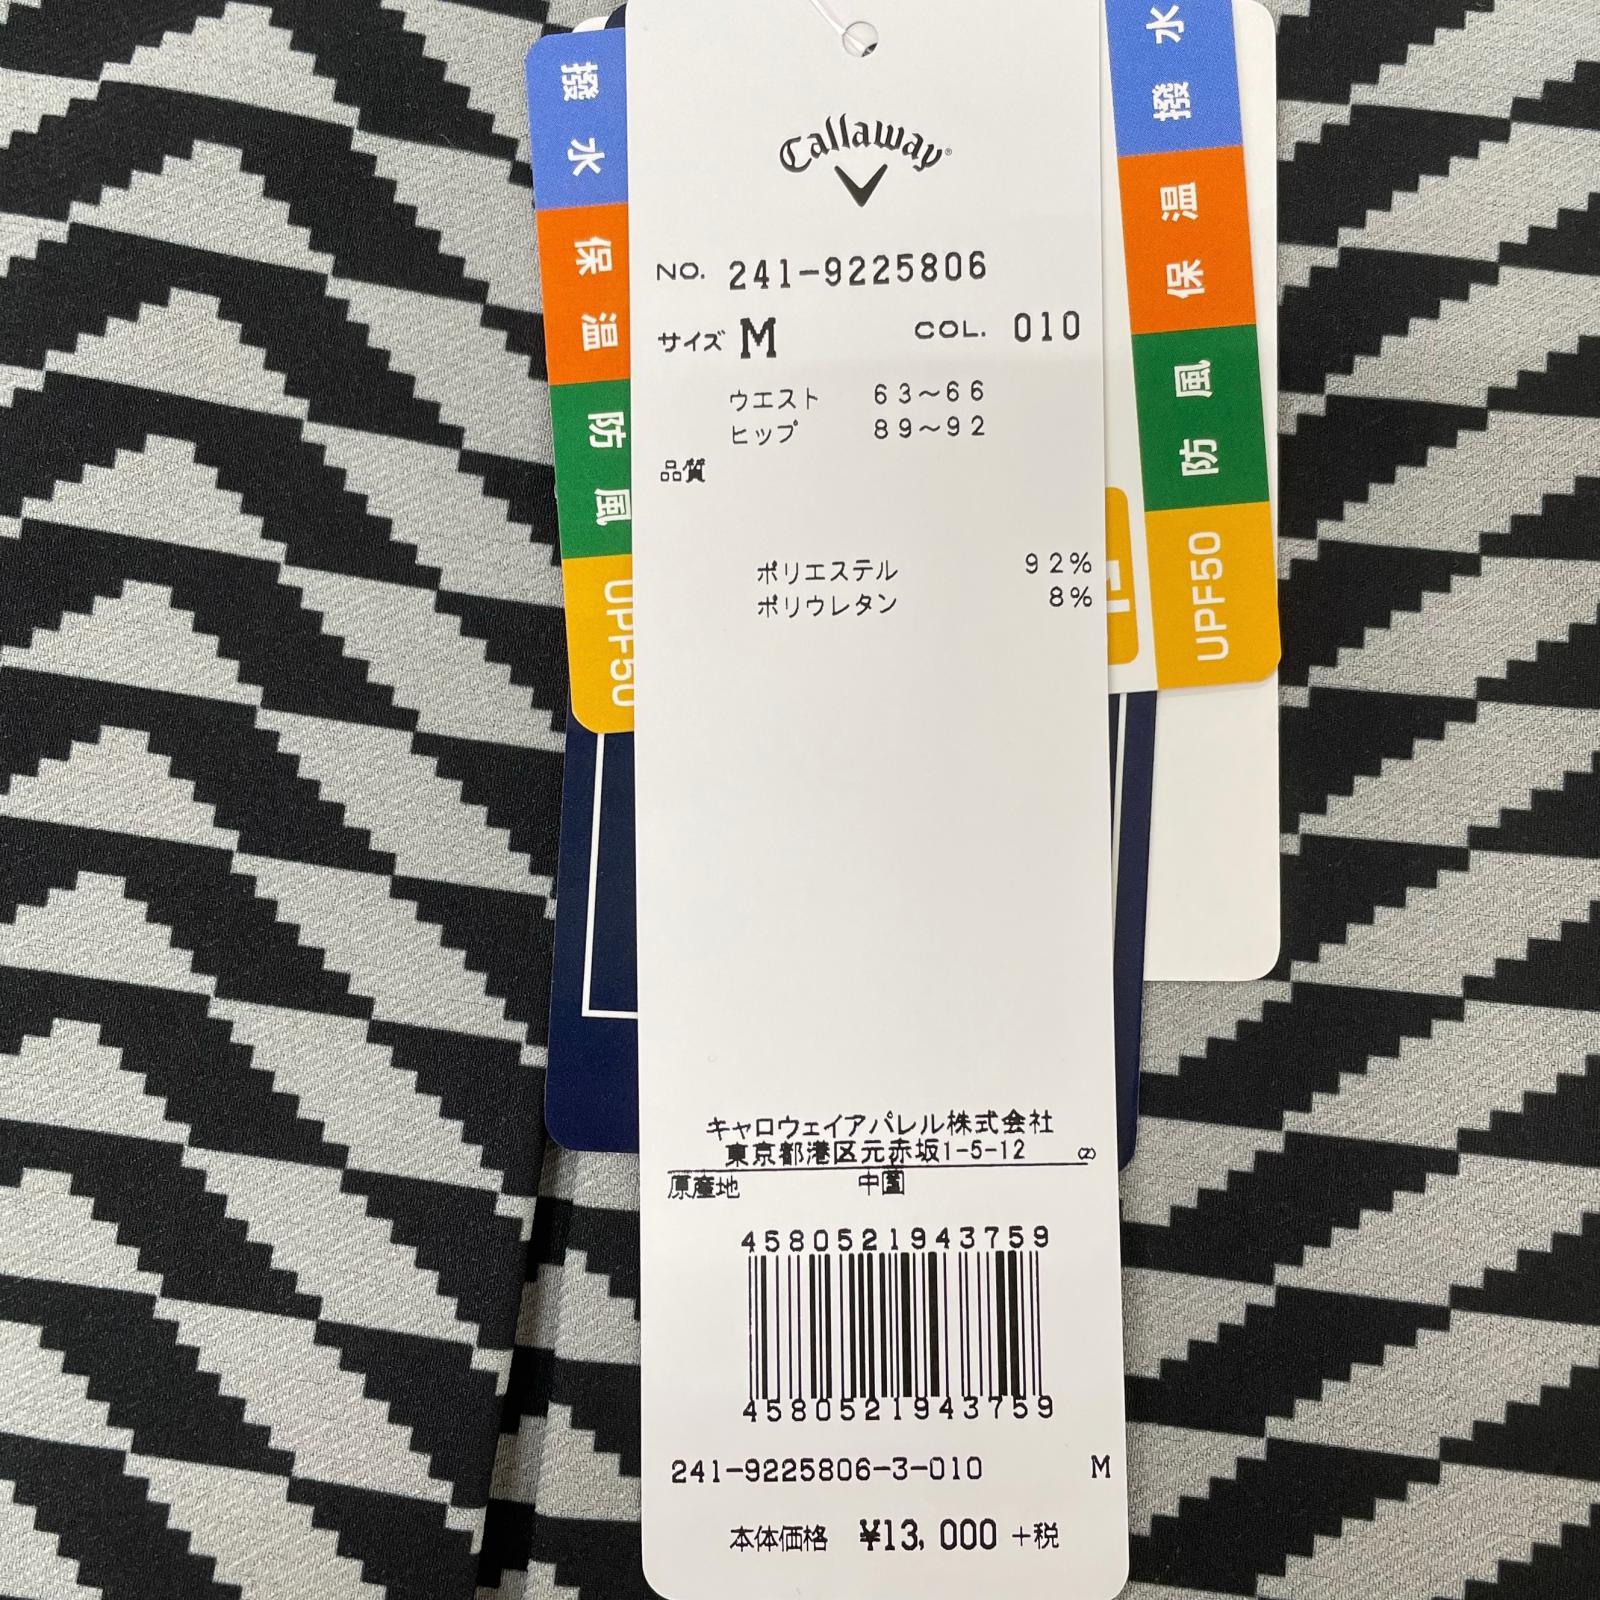 Callaway®
NO. 241-9225806
サイズ M COL. 010
ウエスト 63～66
ヒップ 89～92
品質
ポリエステル 92%
ポリウレタン 8%
キャロウェイアパレル株式会社
東京都港区元赤坂1-5-12 (Z)
原産地 中国
4580521943759
4580521943759
241-9225806-3-010 M
本体価格 ¥13,000 +税
撥水
保温
防風
UPF50
撥水
保温
防風
UPF50